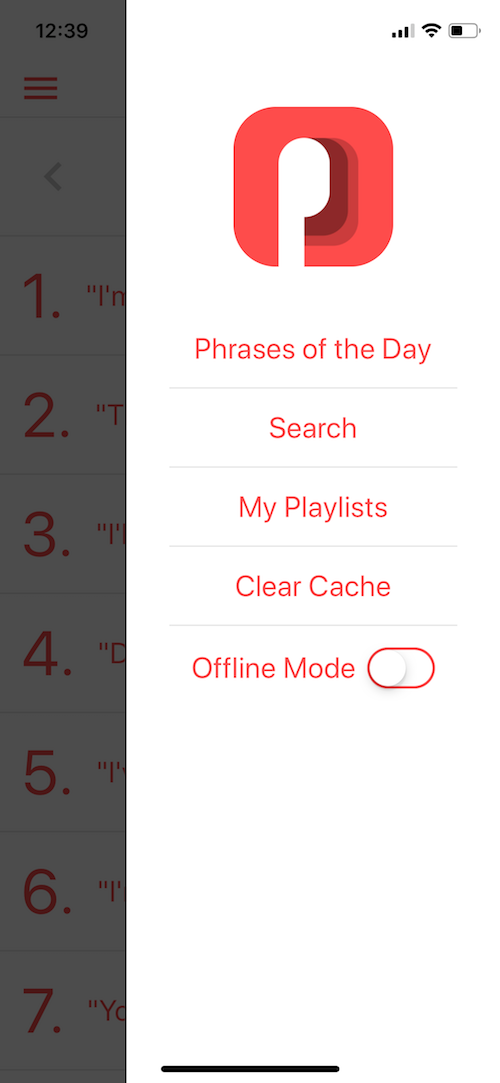 12:39
Phrases of the Day
Search
My Playlists
Clear Cache
Offline Mode
1. "I'm
2. "T
3. "I'
4. "D
5. "I'
6. "I'
7. "Yo